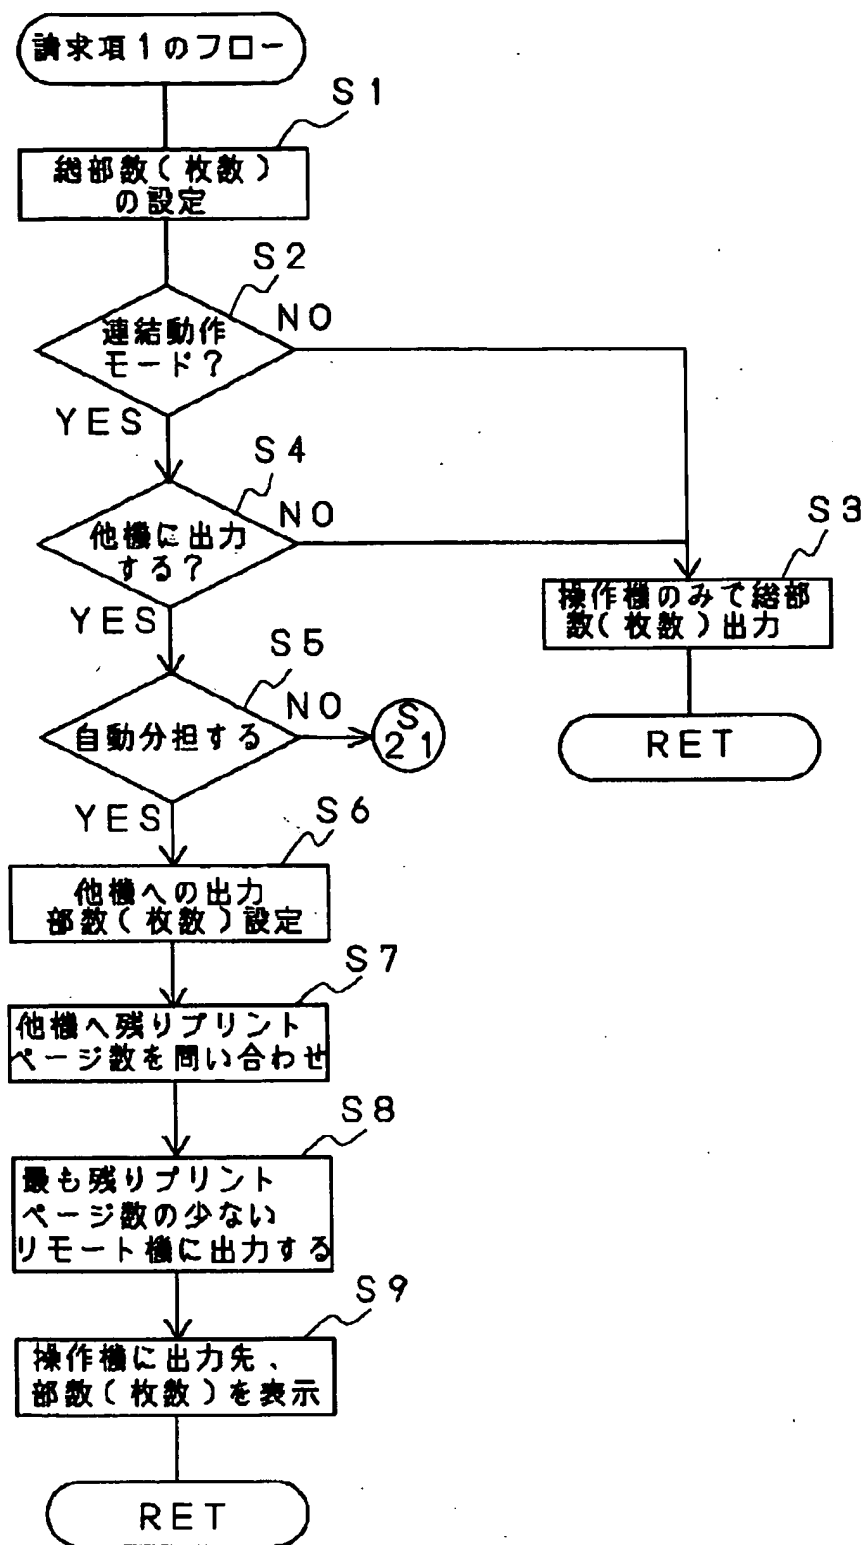 請求項1のフロー
S1
総部数(枚数)
の設定
S2
連結動作
モード?
NO
YES
S4
他機に出力
する?
NO
YES
S3
操作機のみで総部
数(枚数)出力
RET
S5
自動分担する
NO
S
21
YES
S6
他機への出力
部数(枚数)設定
S7
他機へ残りプリント
ページ数を問い合わせ
S8
最も残りプリント
ページ数の少ない
リモート機に出力する
S9
操作機に出力先、
部数(枚数)を表示
RET